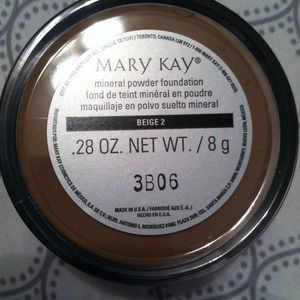 MARY KAY®
mineral powder foundation
fond de teint minéral en poudre
maquillaje en polvo suelto mineral
BEIGE 2
.28 OZ. NET WT. / 8 g
3B06
MADE IN U.S.A. / FABRIQUÉ AUX É.-U. /
HECHO EN E.U.A.